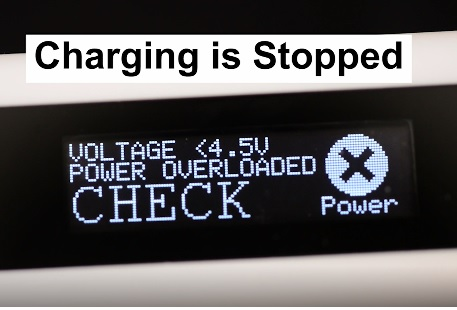 Charging is Stopped
VOLTAGE <4.5V
POWER OVERLOADED
CHECK
Power